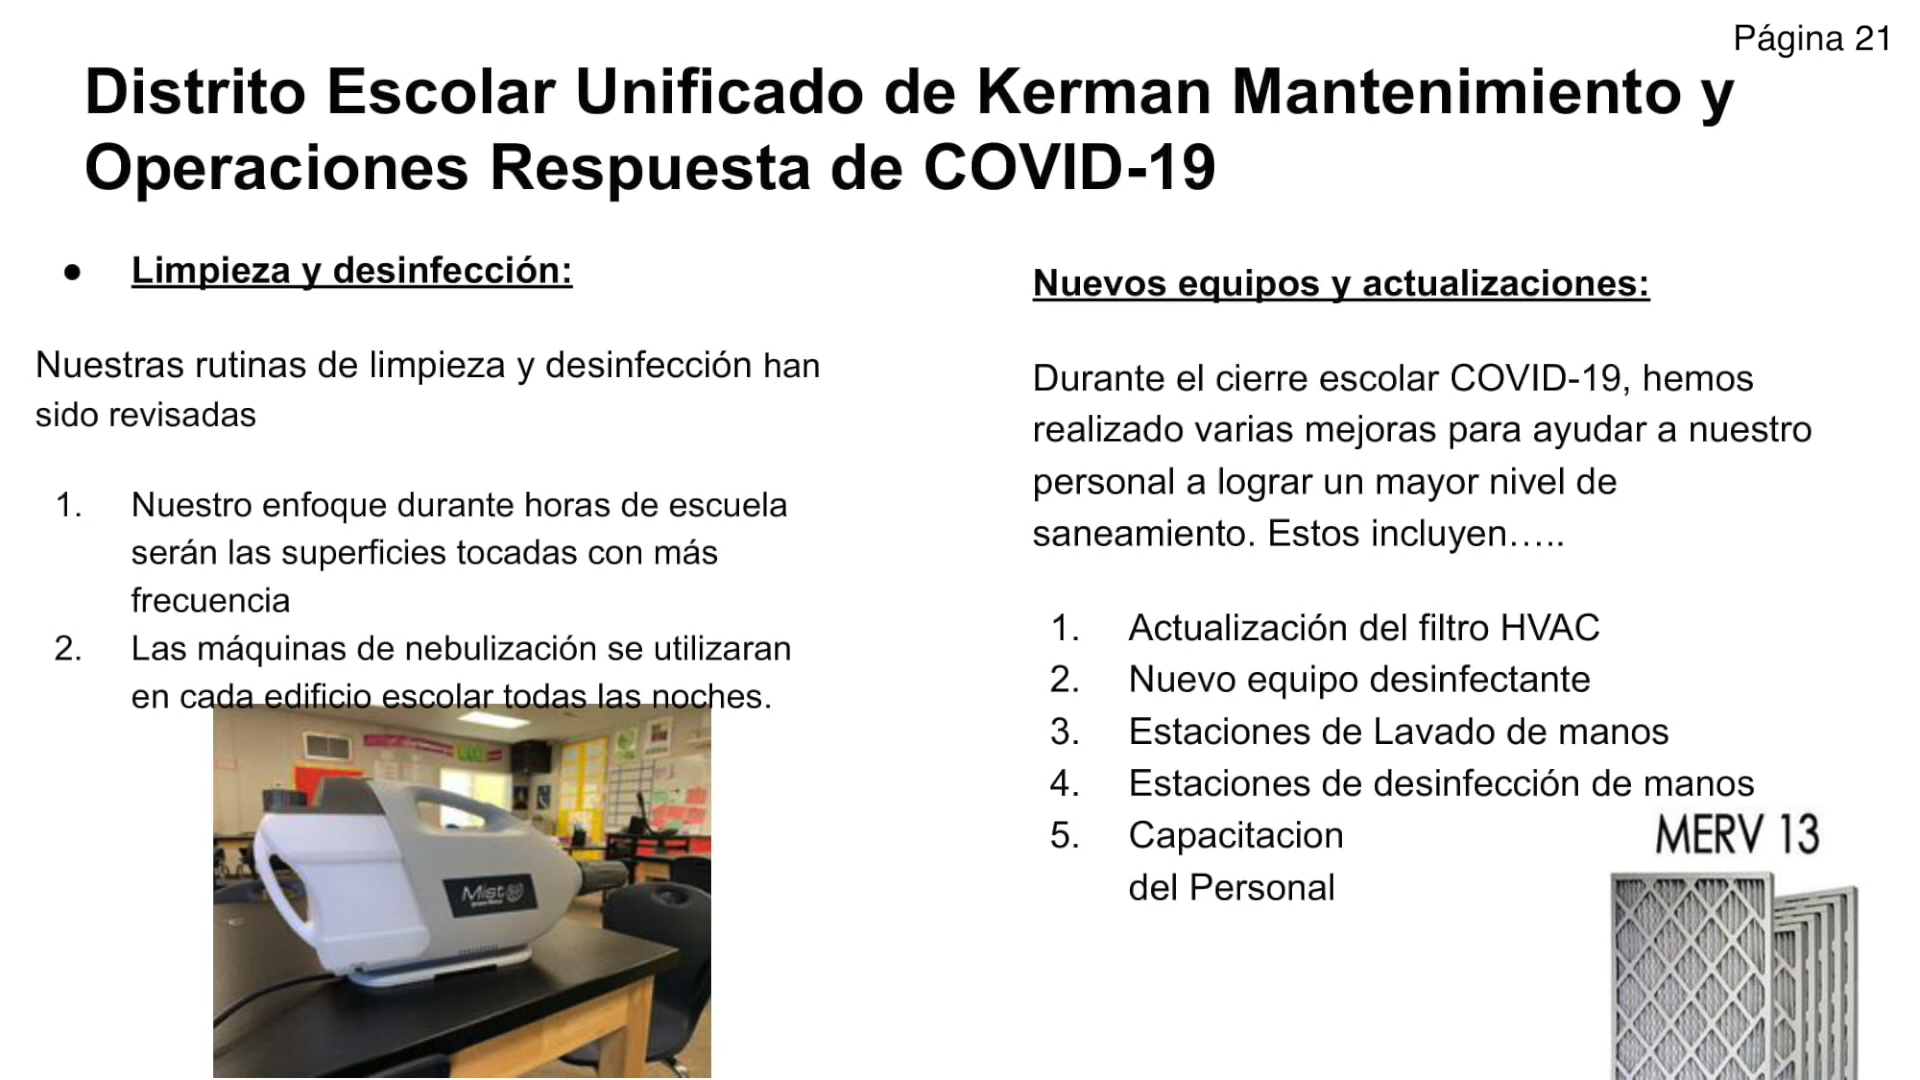 Página 21
Distrito Escolar Unificado de Kerman Mantenimiento y
Operaciones Respuesta de COVID-19
● Limpieza y desinfección:
Nuestras rutinas de limpieza y desinfección han
sido revisadas
1. Nuestro enfoque durante horas de escuela
serán las superficies tocadas con más
frecuencia
2. Las máquinas de nebulización se utilizaran
en cada edificio escolar todas las noches.
Mist
Nuevos equipos y actualizaciones:
Durante el cierre escolar COVID-19, hemos
realizado varias mejoras para ayudar a nuestro
personal a lograr un mayor nivel de
saneamiento. Estos incluyen…..
1. Actualización del filtro HVAC
2. Nuevo equipo desinfectante
3. Estaciones de Lavado de manos
4. Estaciones de desinfección de manos
5. Capacitacion
del Personal
MERV 13